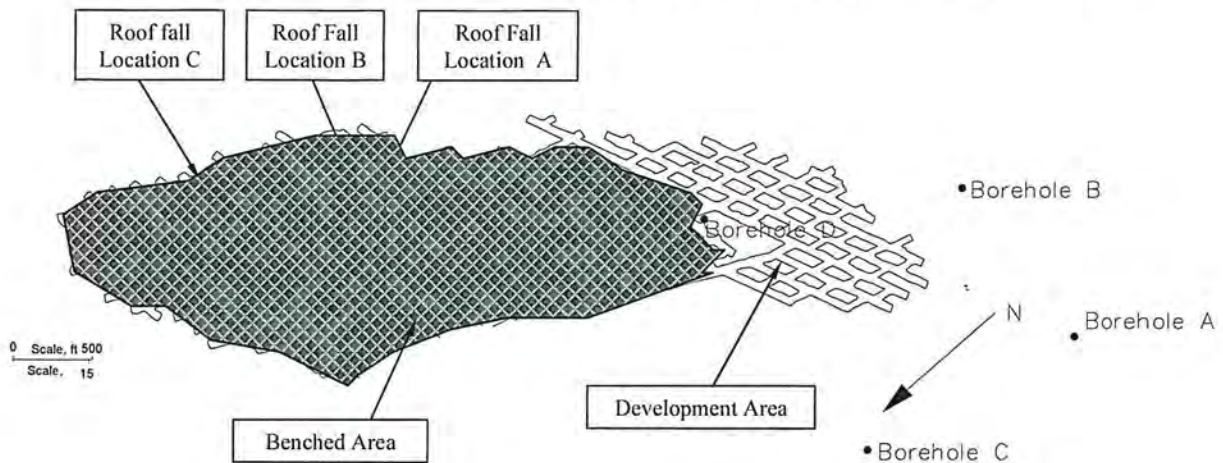 Roof fall
Location C
Roof Fall
Location B
Roof Fall
Location A
Borehole B
Borehole D
N
Borehole A
0 Scale, ft 500
Scale, 15
Development Area
Benched Area
Borehole C